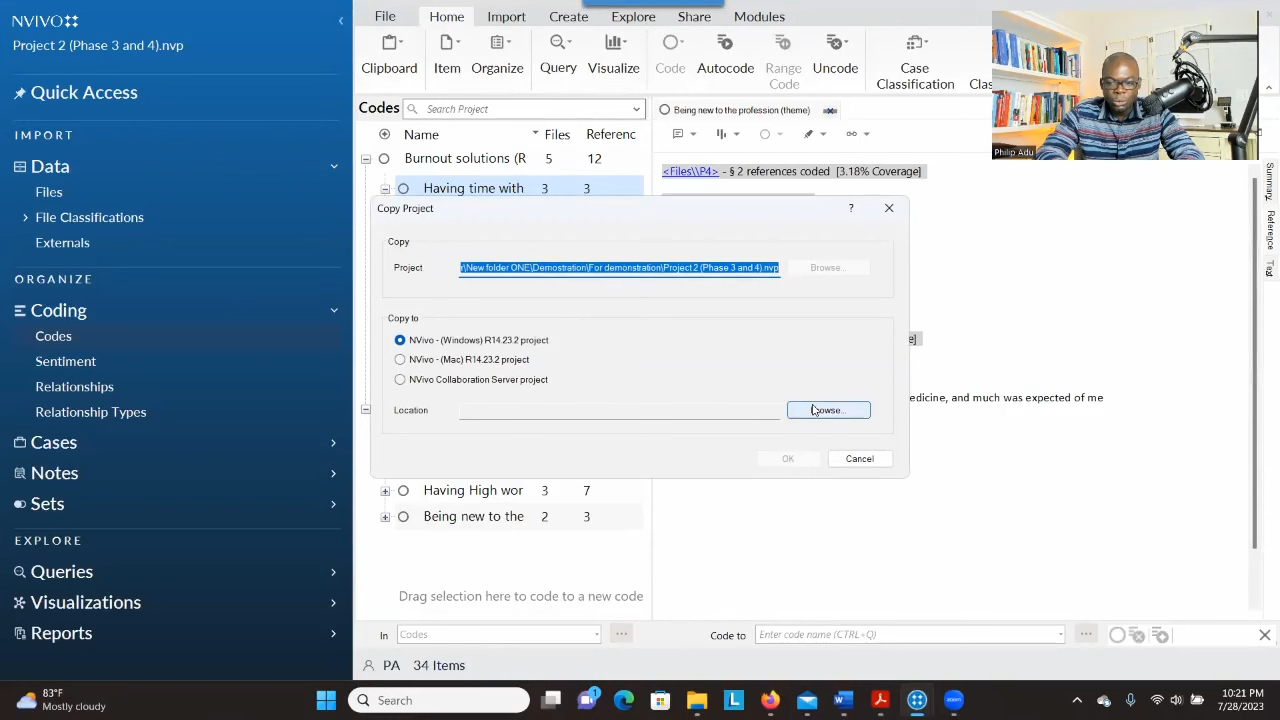 NVIVO
Project 2 (Phase 3 and 4).nvp
Quick Access
IMPORT
Data
Files
File Classifications
Externals
ORGANIZE
Coding
Codes
Sentiment
Relationships
Relationship Types
Cases
Notes
Sets
EXPLORE
Queries
Visualizations
Reports
File
Home
Import
Create
Explore
Share
Modules
Clipboard
Item
Organize
Query
Visualize
Code
Autocode
Range Code
Uncode
Case Classification
Clas
Philip Adu
Codes
Search Project
Name
Files
Referenc
Burnout solutions (R 5 12
Having time with 3 3
Being new to the profession (theme)
<Files\\P4> - § 2 references coded [3.18% Coverage]
Summary
Reference
Text
Copy Project
?
Copy
Project
r\New folder ONE\Demostration\For demonstration\Project 2 (Phase 3 and 4).nvp
Browse...
Copy to
NVivo - (Windows) R14.23.2 project
NVivo - (Mac) R14.23.2 project
NVivo Collaboration Server project
Location
Browse...
OK
Cancel
e]
edicine, and much was expected of me
Having High wor 3 7
Being new to the 2 3
Drag selection here to code to a new code
In
Codes
Code to
Enter code name (CTRL+Q)
PA 34 Items
83°F
Mostly cloudy
Search
1
10:21 PM
7/28/2023